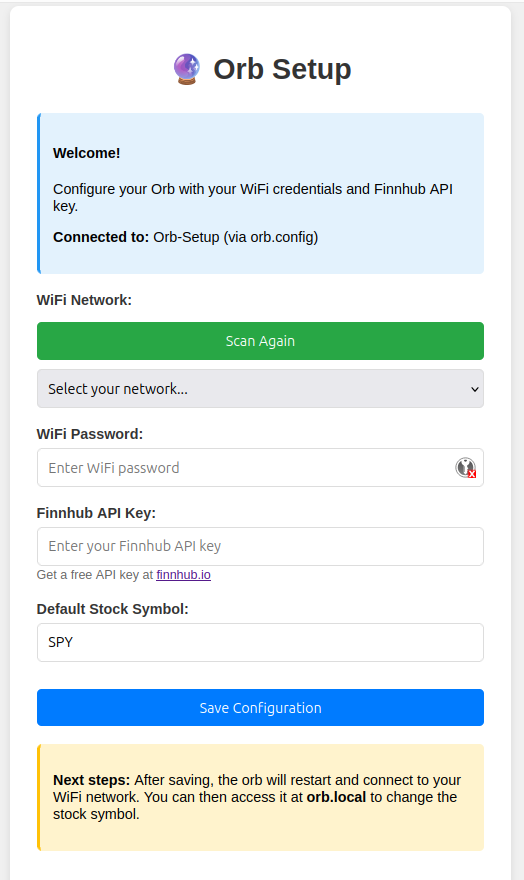 Orb Setup
Welcome!
Configure your Orb with your WiFi credentials and Finnhub API
key.
Connected to: Orb-Setup (via orb.config)
WiFi Network:
Scan Again
Select your network...
WiFi Password:
Enter WiFi password
Finnhub API Key:
Enter your Finnhub API key
Get a free API key at finnhub.io
Default Stock Symbol:
SPY
Save Configuration
Next steps: After saving, the orb will restart and connect to your
WiFi network. You can then access it at orb.local to change the
stock symbol.